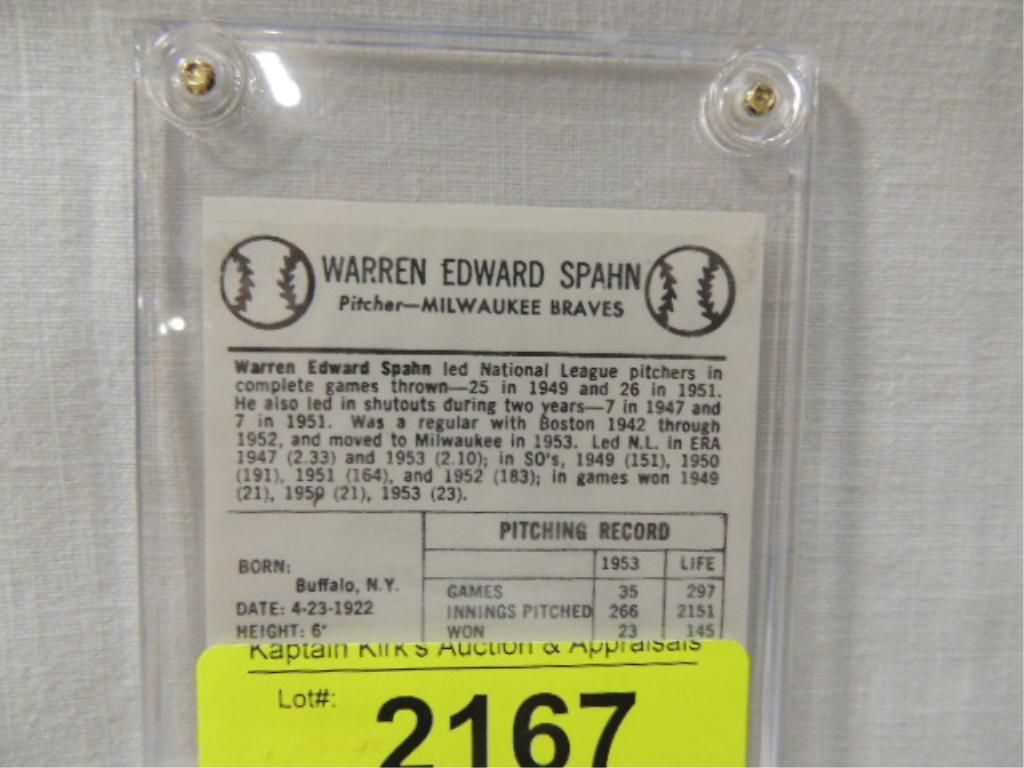 WARREN EDWARD SPAHN
Pitcher—MILWAUKEE BRAVES
Warren Edward Spahn led National League pitchers in
complete games thrown—25 in 1949 and 26 in 1951.
He also led in shutouts during two years—7 in 1947 and
7 in 1951. Was a regular with Boston 1942 through
1952, and moved to Milwaukee in 1953. Led N.L. in ERA
1947 (2.33) and 1953 (2.10); in SO's, 1949 (151), 1950
(191), 1951 (164), and 1952 (183); in games won 1949
(21), 1950 (21), 1953 (23).
BORN:
Buffalo, N.Y.
DATE: 4-23-1922
HEIGHT: 6'
PITCHING RECORD
1953 LIFE
GAMES 35 297
INNINGS PITCHED 266 2151
WON 23 145
Kaptain Kirk's Auction & Appraisals
Lot#: 2167